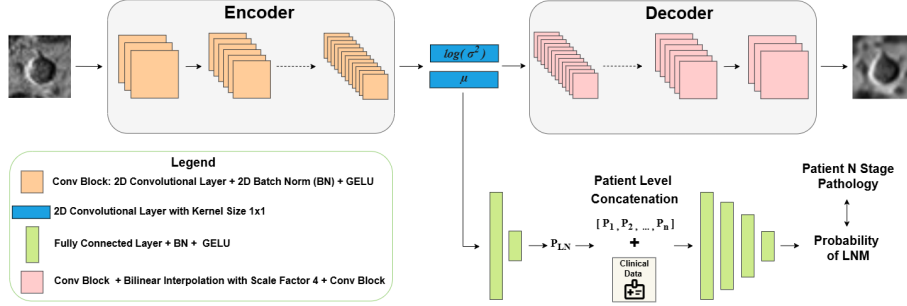 Encoder
Decoder
log( σ²)
μ
Legend
Conv Block: 2D Convolutional Layer + 2D Batch Norm (BN) + GELU
2D Convolutional Layer with Kernel Size 1x1
Fully Connected Layer + BN + GELU
Conv Block + Bilinear Interpolation with Scale Factor 4 + Conv Block
P_LN
Patient Level
Concatenation
[ P₁ , P₂ , ..., Pₙ ]
+
Clinical
Data
Patient N Stage
Pathology
Probability
of LNM